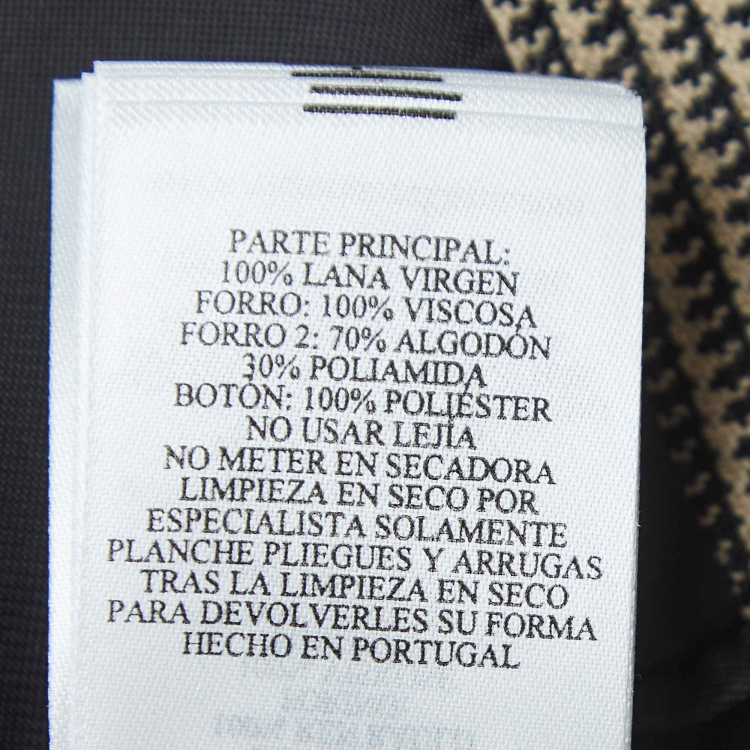 PARTE PRINCIPAL:
100% LANA VIRGEN
FORRO: 100% VISCOSA
FORRO 2: 70% ALGODÓN
30% POLIAMIDA
BOTÓN: 100% POLIÉSTER
NO USAR LEJÍA
NO METER EN SECADORA
LIMPIEZA EN SECO POR
ESPECIALISTA SOLAMENTE
PLANCHE PLIEGUES Y ARRUGAS
TRAS LA LIMPIEZA EN SECO
PARA DEVOLVERLES SU FORMA
HECHO EN PORTUGAL